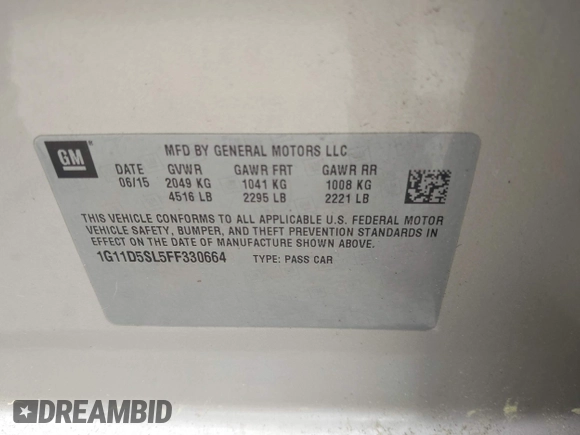 GM
MFD BY GENERAL MOTORS LLC
DATE GVWR GAWR FRT GAWR RR
06/15 2049 KG 1041 KG 1008 KG
4516 LB 2295 LB 2221 LB
THIS VEHICLE CONFORMS TO ALL APPLICABLE U.S. FEDERAL MOTOR
VEHICLE SAFETY, BUMPER, AND THEFT PREVENTION STANDARDS
IN EFFECT ON THE DATE OF MANUFACTURE SHOWN ABOVE.
1G11D5SL5FF330664 TYPE: PASS CAR
DREAMBID